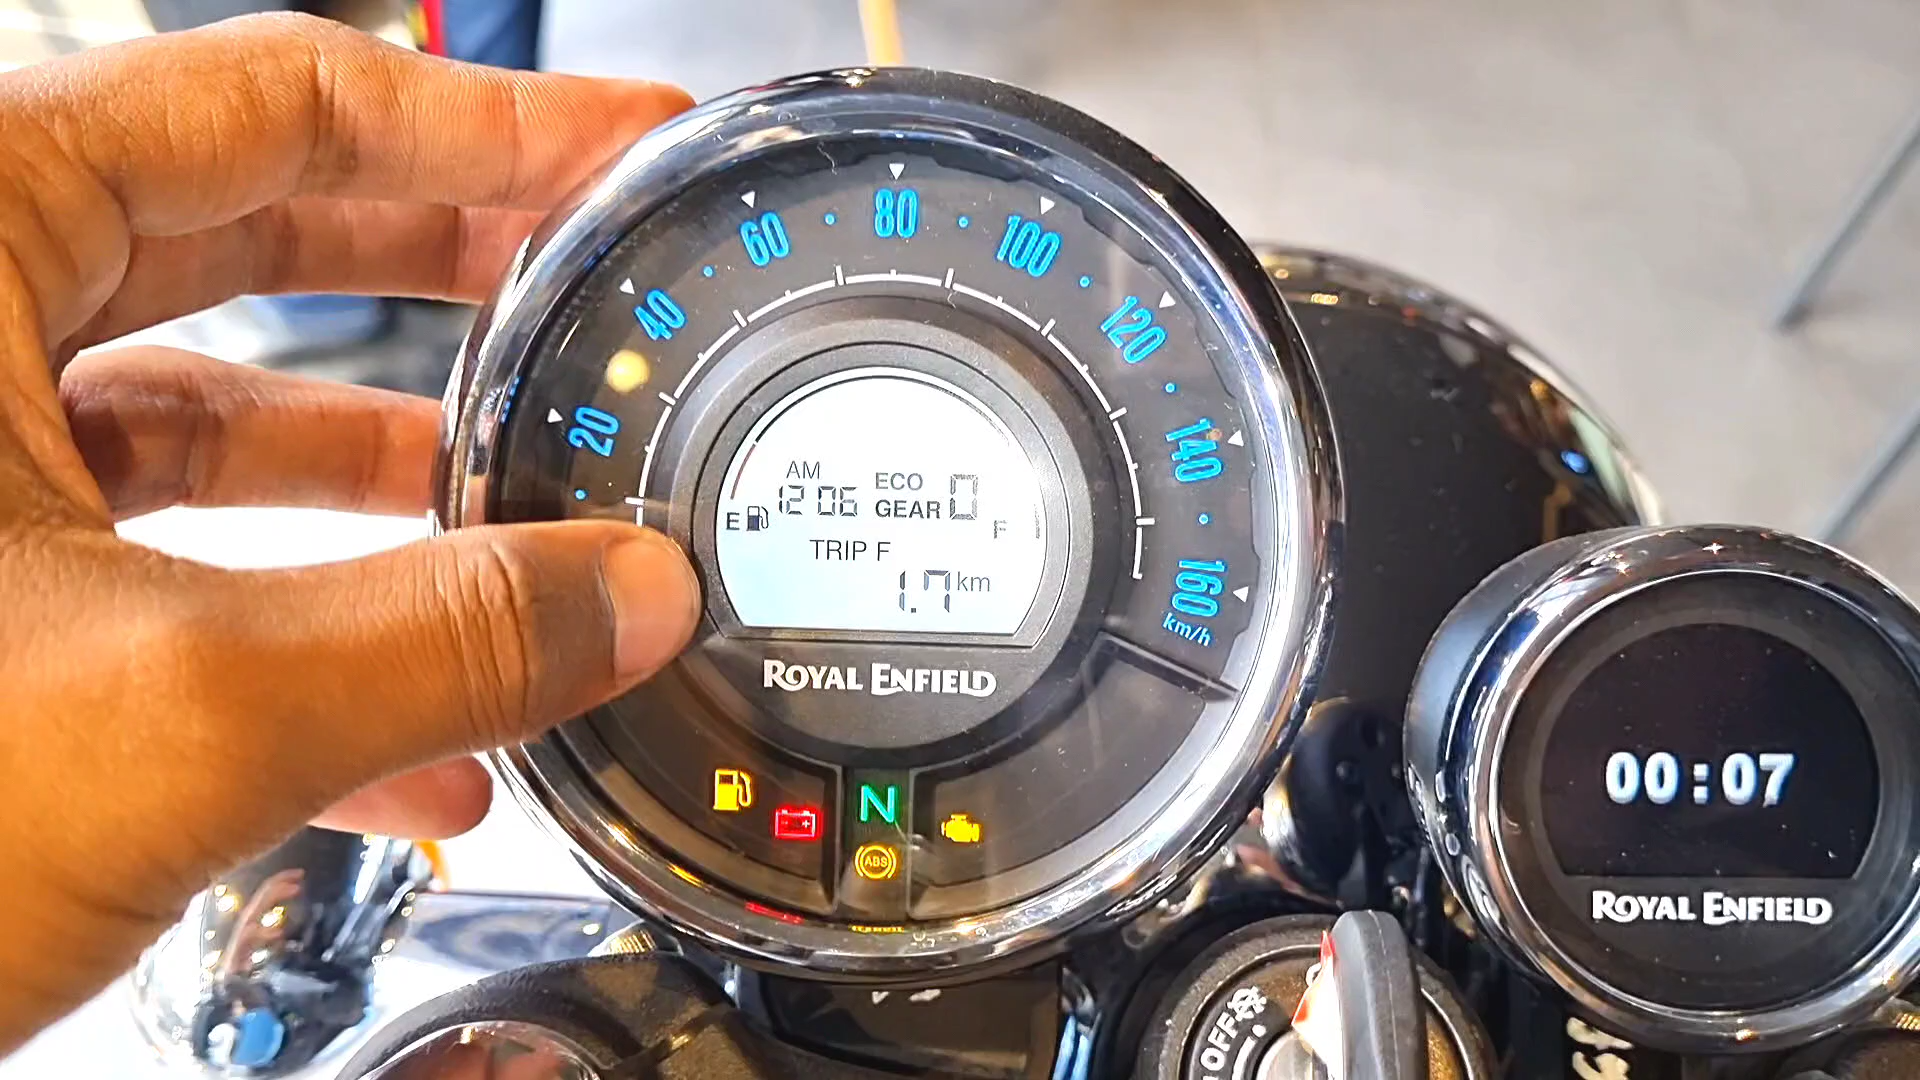 20
40
60
80
100
120
140
160
km/h
AM
12 06
ECO
GEAR 0
E
F
TRIP F
1.7 km
ROYAL ENFIELD
N
ABS
00:07
ROYAL ENFIELD
OFF